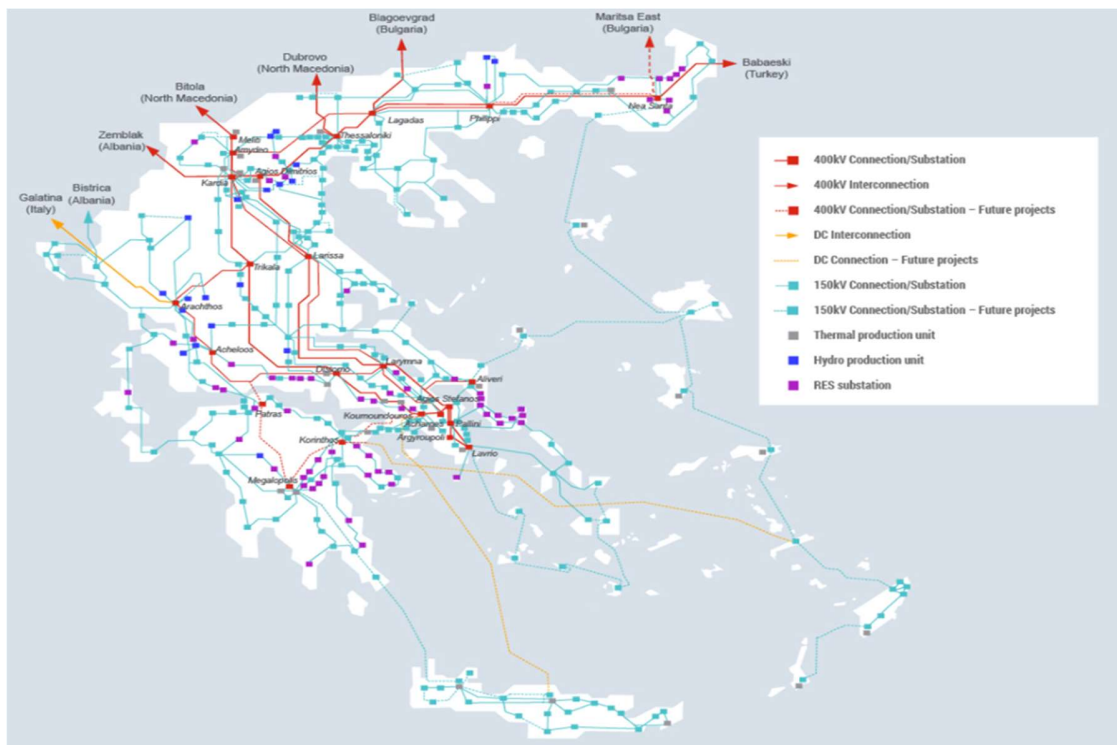 Blagoevgrad
(Bulgaria)
Maritsa East
(Bulgaria)
Dubrovo
(North Macedonia)
Babaeski
(Turkey)
Bitola
(North Macedonia)
Nea Santa
Lagadas
Philippi
Zemblak
(Albania)
Meliti
Thessaloniki
Amydeo
Agios Dimitrios
Kardia
Galatina
(Italy)
Bistrica
(Albania)
Larissa
Trikala
Arachthos
Acheloos
Larymna
Distomo
Aliveri
Agios Stefanos
Patras
Koumoundouros
Acharnes
Pallini
Korinthos
Argyroupoli
Lavrio
Megalopolis
400kV Connection/Substation
400kV Interconnection
400kV Connection/Substation – Future projects
DC Interconnection
DC Connection – Future projects
150kV Connection/Substation
150kV Connection/Substation – Future projects
Thermal production unit
Hydro production unit
RES substation